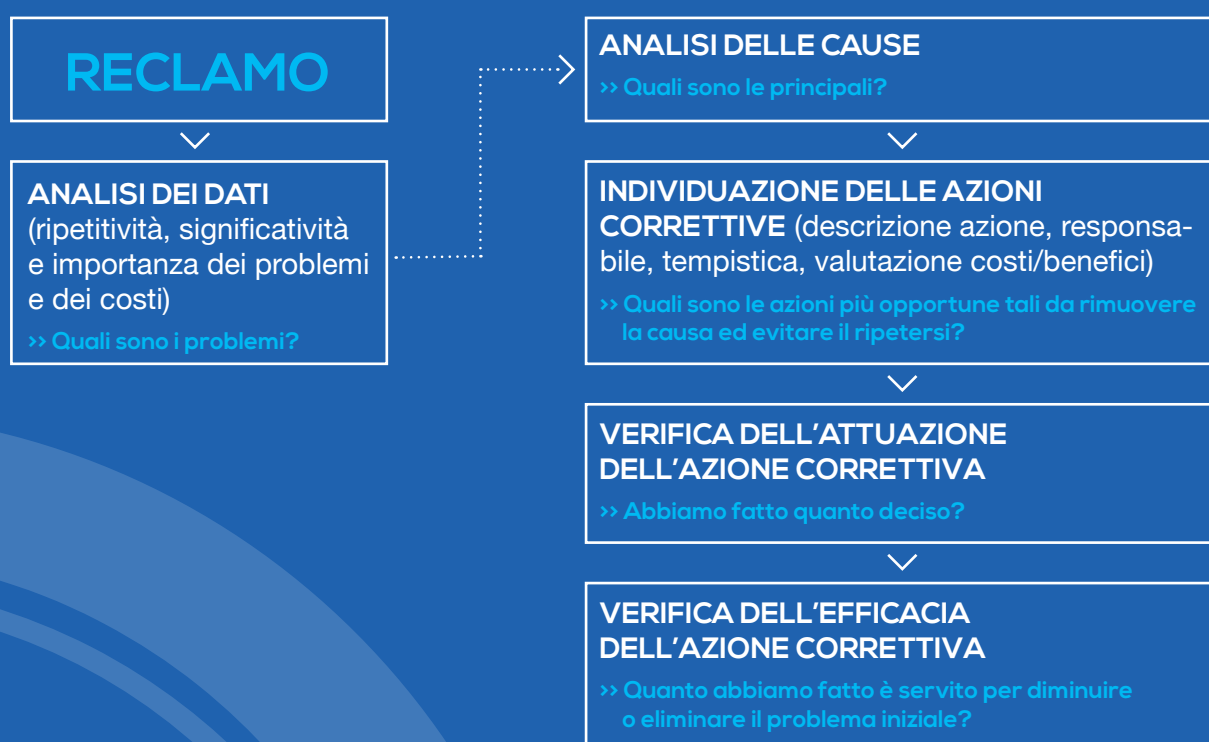 RECLAMO
ANALISI DEI DATI
(ripetitività, significatività
e importanza dei problemi
e dei costi)
>> Quali sono i problemi?
ANALISI DELLE CAUSE
>> Quali sono le principali?
INDIVIDUAZIONE DELLE AZIONI
CORRETTIVE (descrizione azione, responsa-
bile, tempistica, valutazione costi/benefici)
>> Quali sono le azioni più opportune tali da rimuovere
la causa ed evitare il ripetersi?
VERIFICA DELL’ATTUAZIONE
DELL’AZIONE CORRETTIVA
>> Abbiamo fatto quanto deciso?
VERIFICA DELL’EFFICACIA
DELL’AZIONE CORRETTIVA
>> Quanto abbiamo fatto è servito per diminuire
o eliminare il problema iniziale?